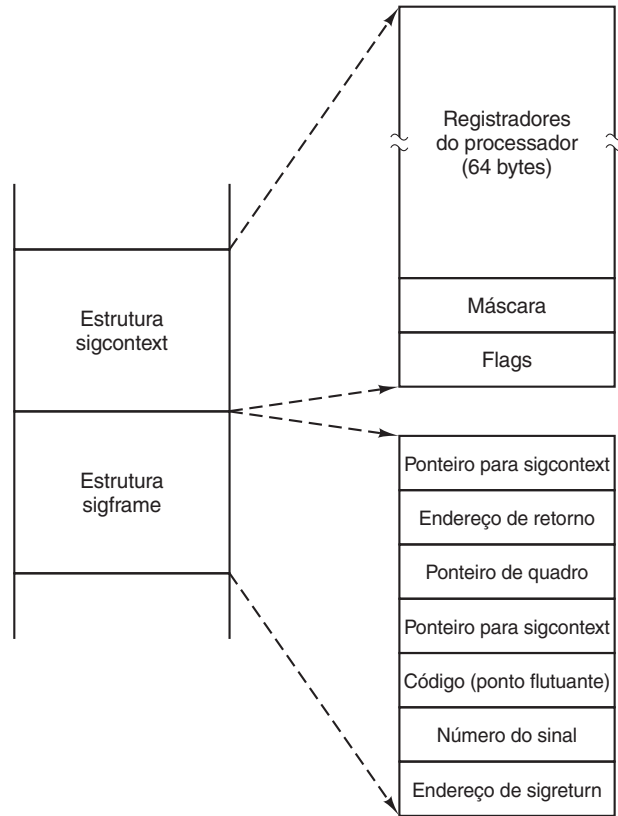 Registradores
do processador
(64 bytes)
Máscara
Flags
Estrutura
sigcontext
Estrutura
sigframe
Ponteiro para sigcontext
Endereço de retorno
Ponteiro de quadro
Ponteiro para sigcontext
Código (ponto flutuante)
Número do sinal
Endereço de sigreturn